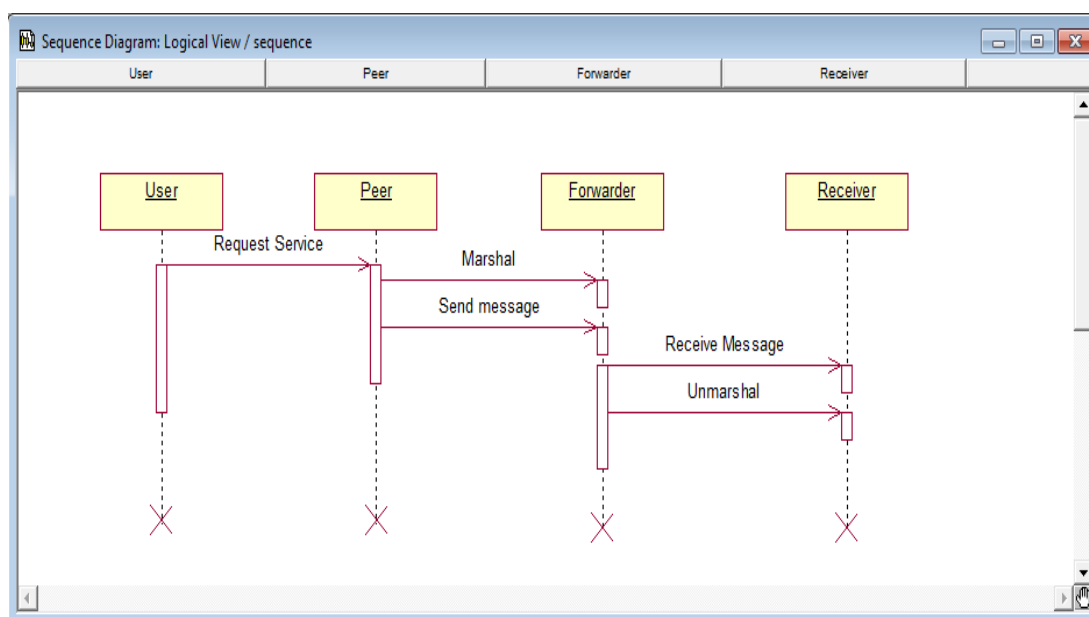 Sequence Diagram: Logical View / sequence
User Peer Forwarder Receiver
User Peer Forwarder Receiver
Request Service
Marshal
Send message
Receive Message
Unmarshal